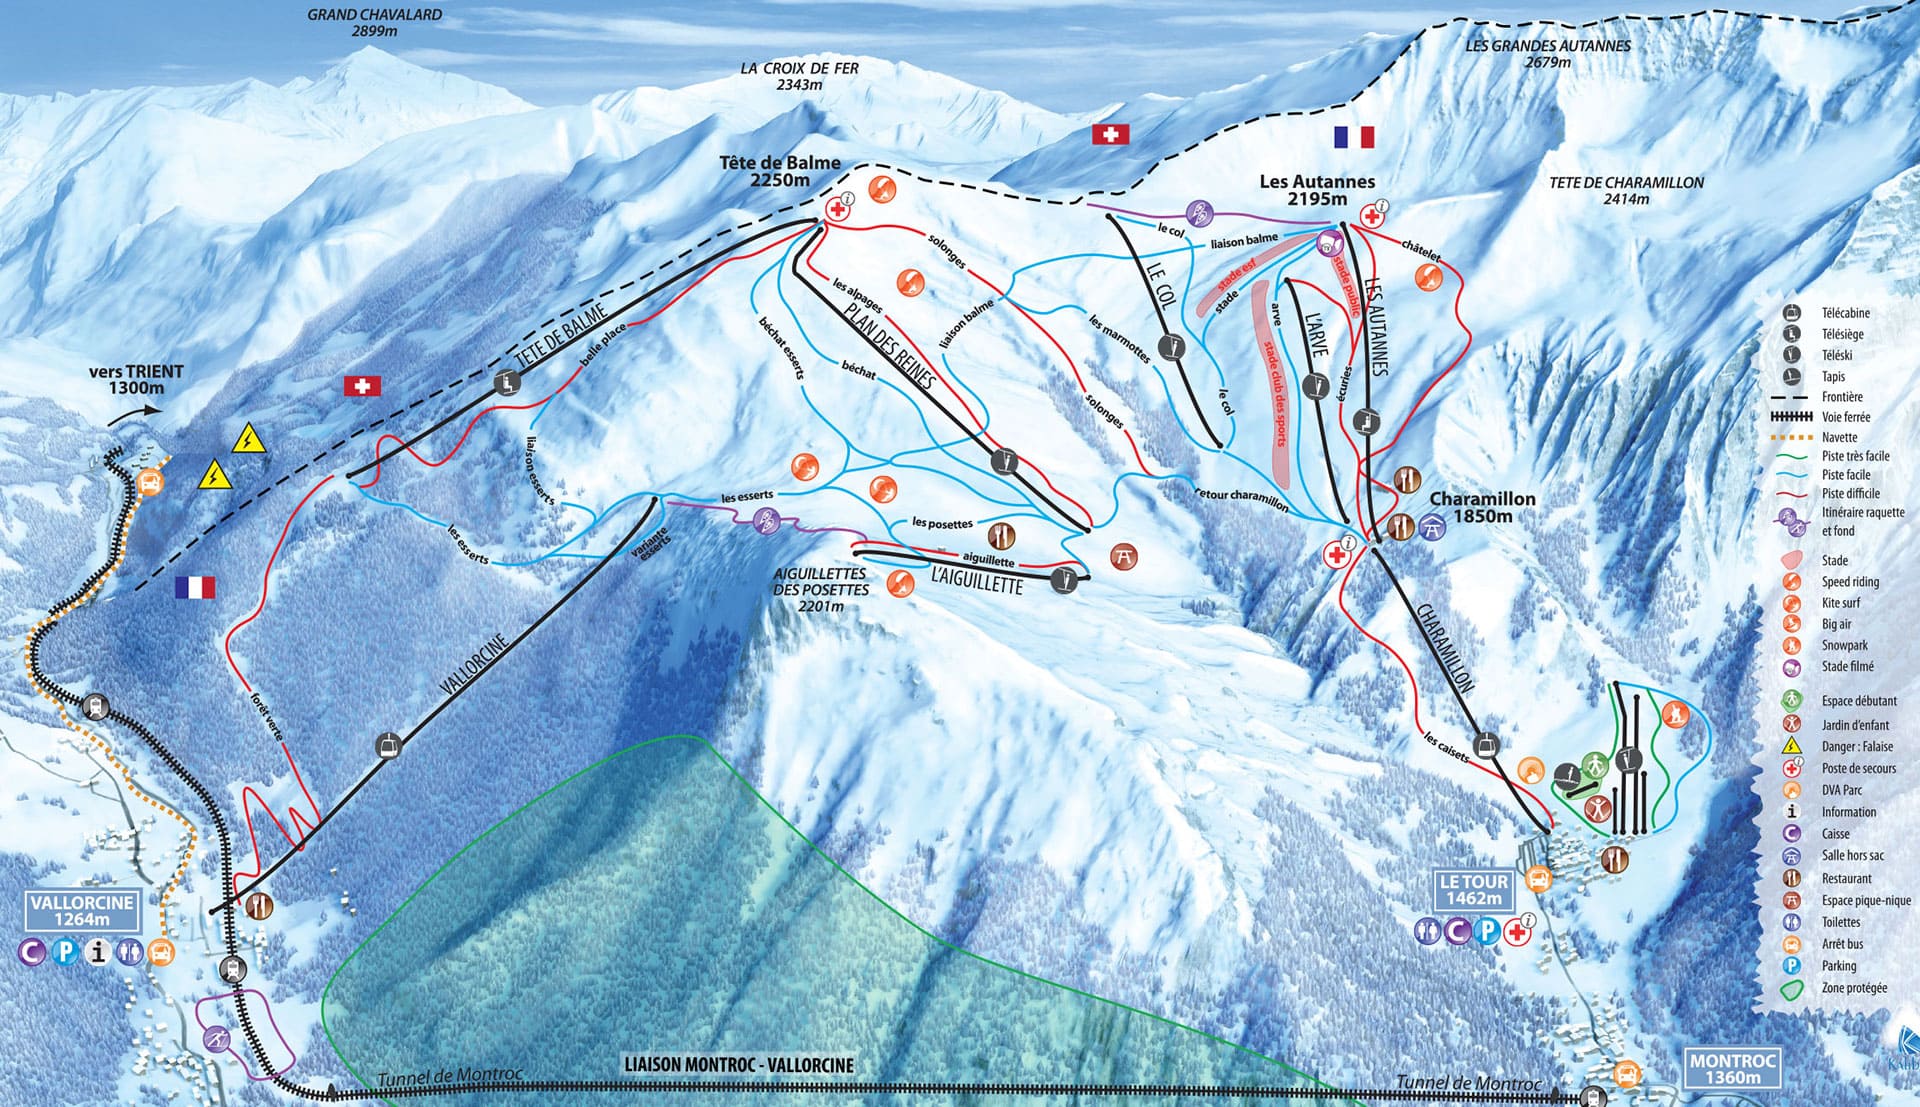 GRAND CHAVALARD
2899m
LA CROIX DE FER
2343m
LES GRANDES AUTANNES
2679m
Tête de Balme
2250m
Les Autannes
2195m
TETE DE CHARAMILLON
2414m
vers TRIENT
1300m
TETE DE BALME
belle place
solonges
les alpages
PLAN DES REINES
liaison balme
béchat esserts
béchat
les marmottes
solonges
le col
liaison balme
LE COL
le col
stade esf
stade
arve
stade club des sports
L'ARVE
stade public
LES AUTANNES
écuries
châtelet
liaison esserts
les esserts
les esserts
variante
esserts
les posettes
aiguillette
L'AIGUILLETTE
AIGUILLETTES
DES POSETTES
2201m
retour charamillon
Charamillon
1850m
CHARAMILLON
les caisets
VALLORCINE
forêt verte
VALLORCINE
1264m
LE TOUR
1462m
MONTROC
1360m
Tunnel de Montroc
LIAISON MONTROC - VALLORCINE
Tunnel de Montroc
Télécabine
Télésiège
Téléski
Tapis
Frontière
Voie ferrée
Navette
Piste très facile
Piste facile
Piste difficile
Itinéraire raquette
et fond
Stade
Speed riding
Kite surf
Big air
Snowpark
Stade filmé
Espace débutant
Jardin d'enfant
Danger : Falaise
Poste de secours
DVA Parc
Information
Caisse
Salle hors sac
Restaurant
Espace pique-nique
Toilettes
Arrêt bus
Parking
Zone protégée